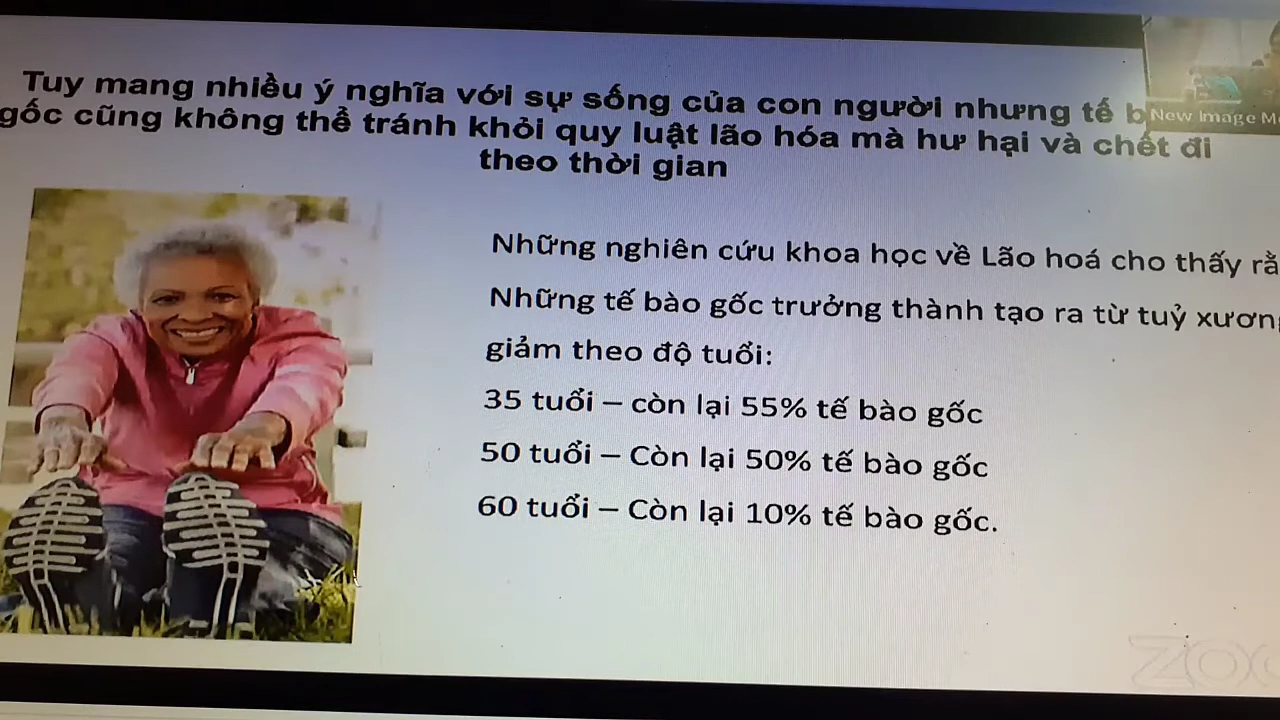 Tuy mang nhiều ý nghĩa với sự sống của con người nhưng tế
New Image
gốc cũng không thể tránh khỏi quy luật lão hóa mà hư hại và chết đi
theo thời gian
Những nghiên cứu khoa học về Lão hoá cho thấy
Những tế bào gốc trưởng thành tạo ra từ tuỷ
giảm theo độ tuổi:
35 tuổi – còn lại 55% tế bào gốc
50 tuổi – Còn lại 50% tế bào gốc
60 tuổi – Còn lại 10% tế bào gốc.